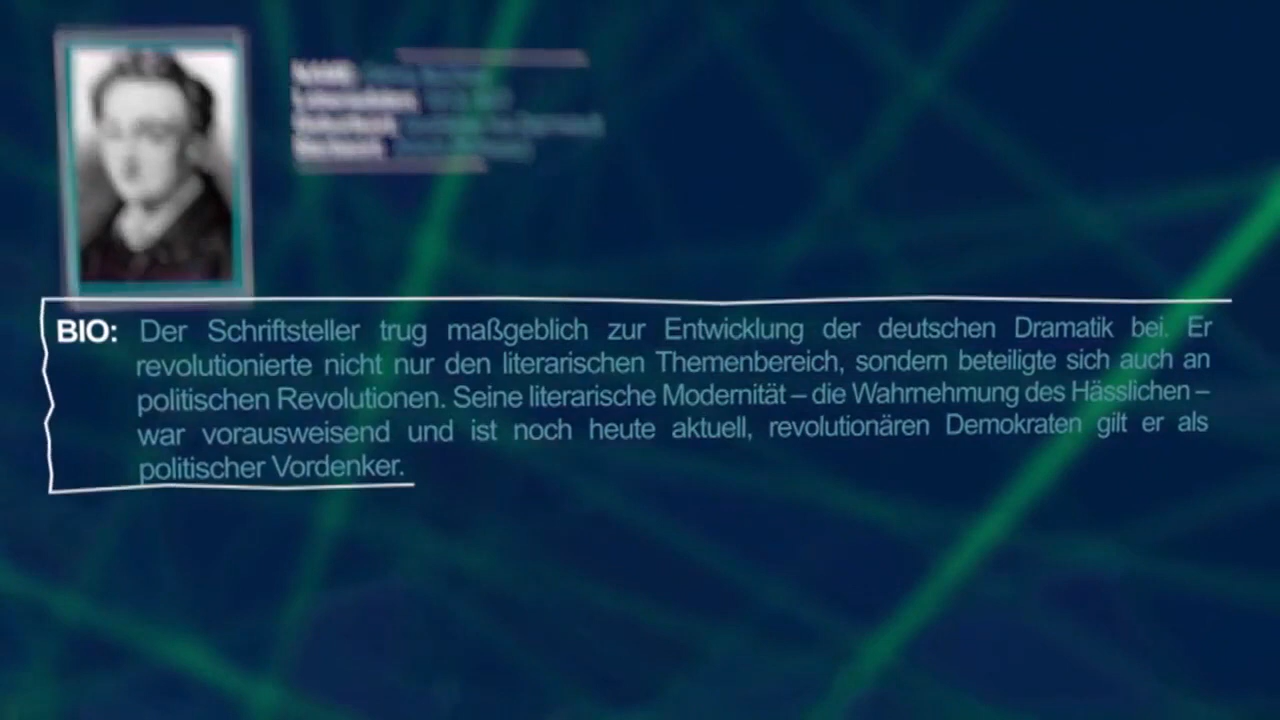 BIO: Der Schriftsteller trug maßgeblich zur Entwicklung der deutschen Dramatik bei. Er
revolutionierte nicht nur den literarischen Themenbereich, sondern beteiligte sich auch an
politischen Revolutionen. Seine literarische Modernität – die Wahrnehmung des Hässlichen –
war vorausweisend und ist noch heute aktuell, revolutionären Demokraten gilt er als
politischer Vordenker.